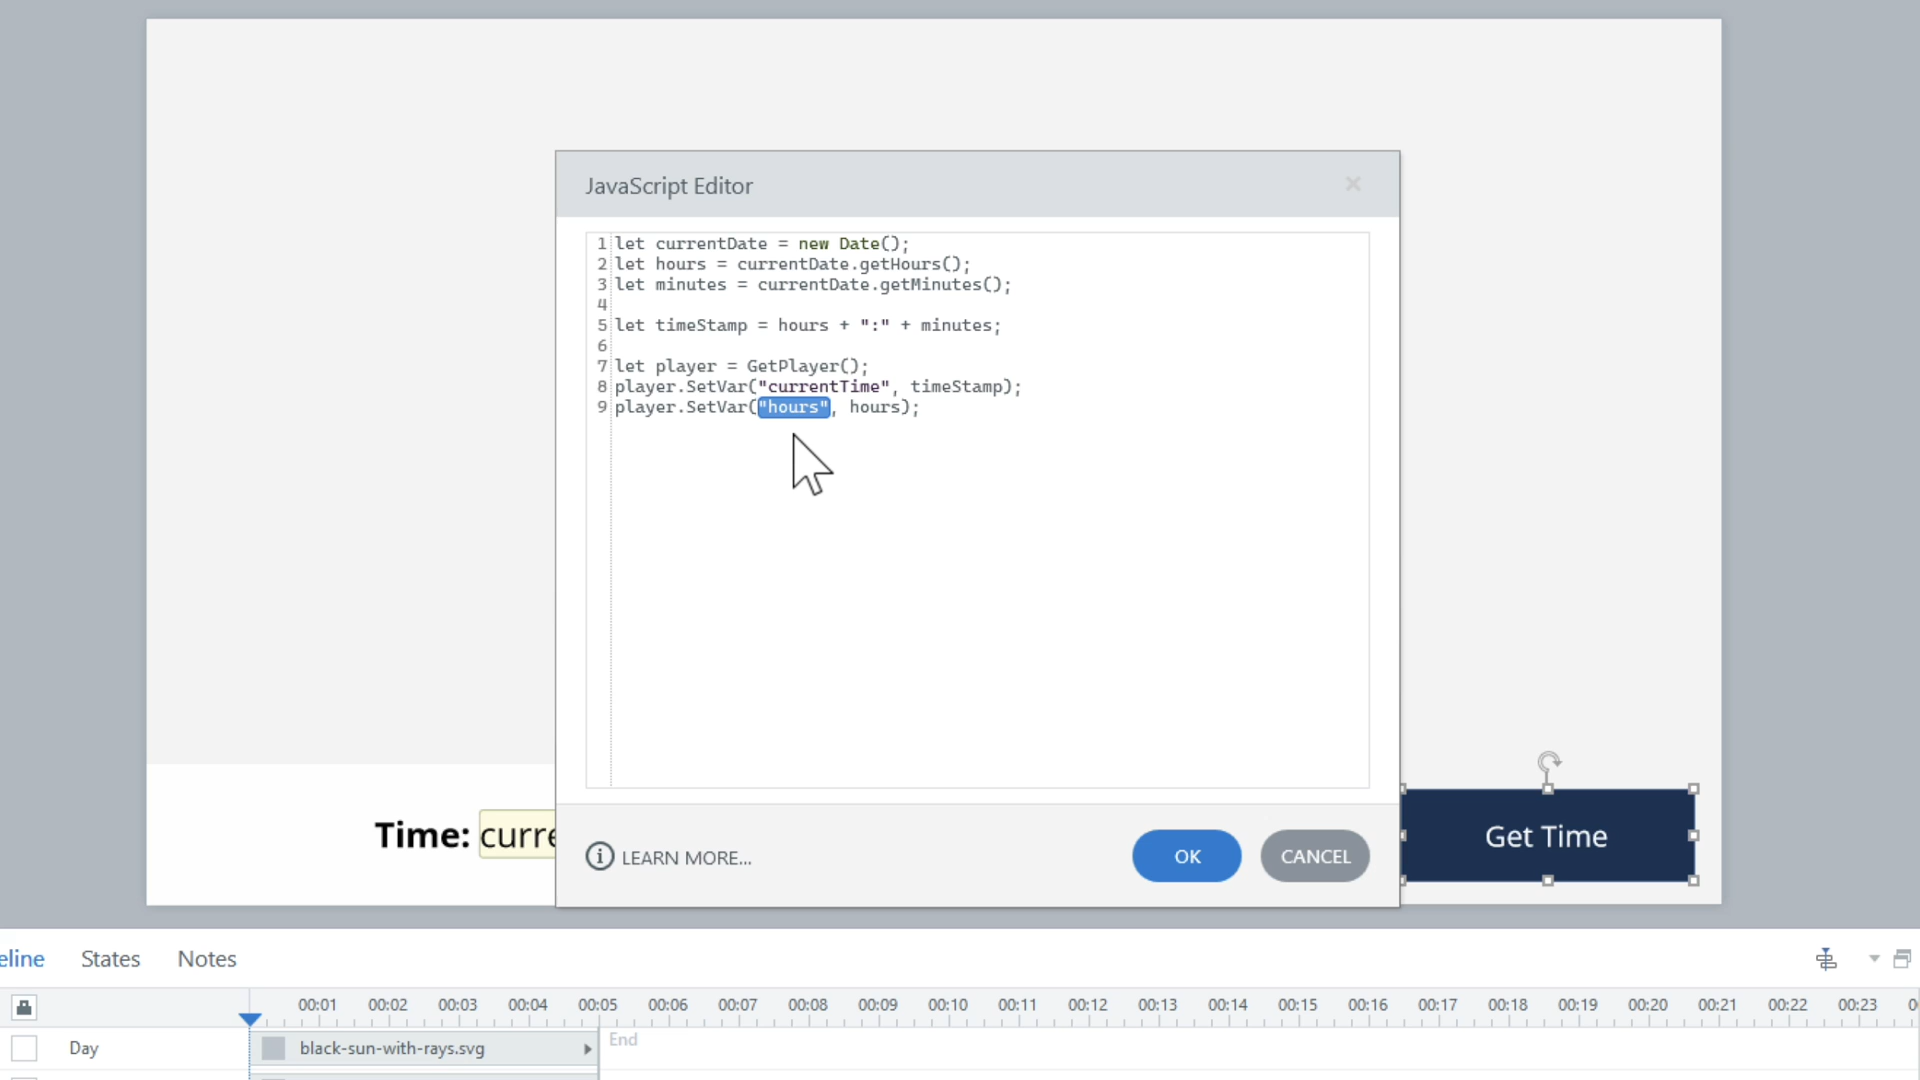 JavaScript Editor
1 let currentDate = new Date();
2 let hours = currentDate.getHours();
3 let minutes = currentDate.getMinutes();
4
5 let timeStamp = hours + ":" + minutes;
6
7 let player = GetPlayer();
8 player.SetVar("currentTime", timeStamp);
9 player.SetVar("hours", hours);
LEARN MORE...
OK
CANCEL
Time: curre
Get Time
eline
States
Notes
00:01 00:02 00:03 00:04 00:05 00:06 00:07 00:08 00:09 00:10 00:11 00:12 00:13 00:14 00:15 00:16 00:17 00:18 00:19 00:20 00:21 00:22 00:23 0
Day
black-sun-with-rays.svg
End